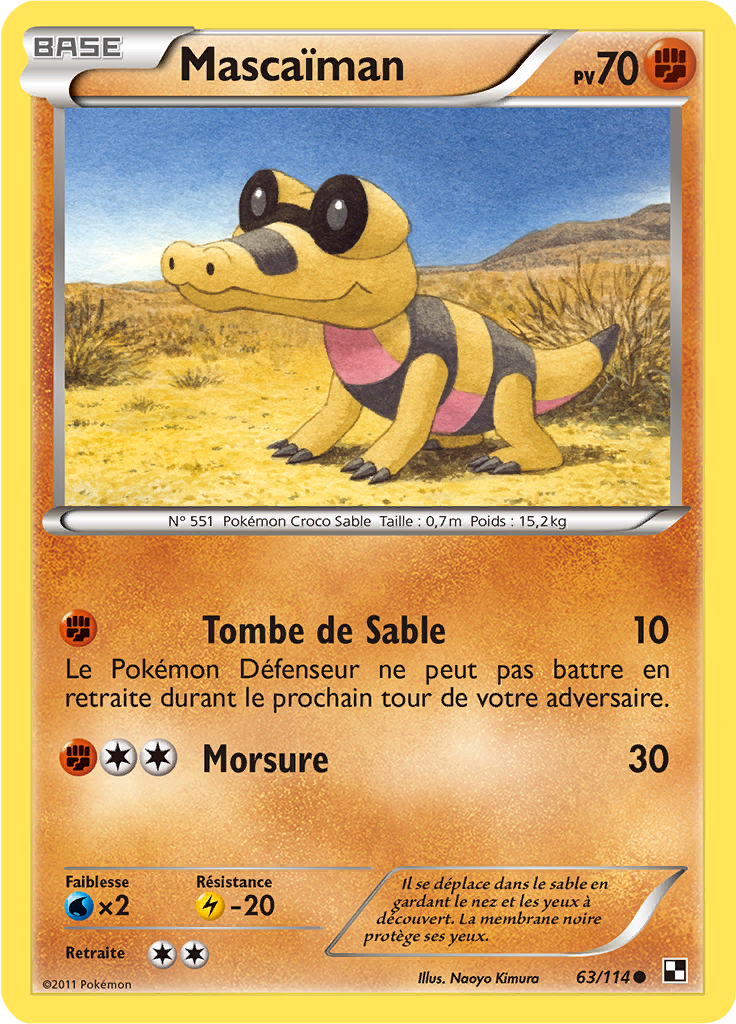 BASE
Mascaïman
PV 70
N° 551 Pokémon Croco Sable Taille : 0,7 m Poids : 15,2 kg
Tombe de Sable 10
Le Pokémon Défenseur ne peut pas battre en
retraite durant le prochain tour de votre adversaire.
Morsure 30
Faiblesse
×2
Résistance
-20
Retraite
Il se déplace dans le sable en
gardant le nez et les yeux à
découvert. La membrane noire
protège ses yeux.
©2011 Pokémon
Illus. Naoyo Kimura
63/114